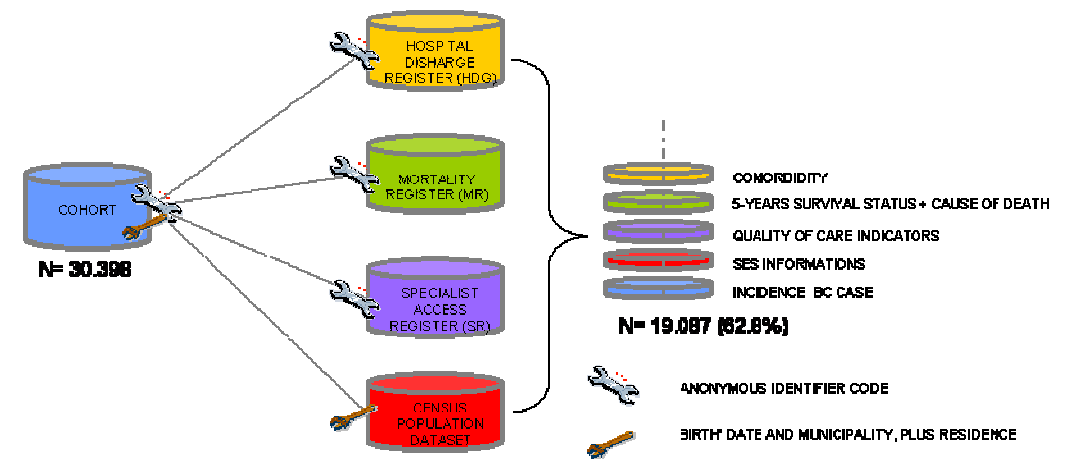 HOSPITAL
DISHARGE
REGISTER (HDG)
MORTALITY
REGISTER (MR)
COHORT
N= 30.398
SPECIALIST
ACCESS
REGISTER (SR)
CENSUS
POPULATION
DATASET
COMORDIDITY
5-YEARS SURVIVAL STATUS + CAUSE OF DEATH
QUALITY OF CARE INDICATORS
SES INFORMATIONS
INCIDENCE BC CASE
N= 19.087 (62.8%)
ANONYMOUS IDENTIFIER CODE
BIRTH' DATE AND MUNICIPALITY, PLUS RESIDENCE